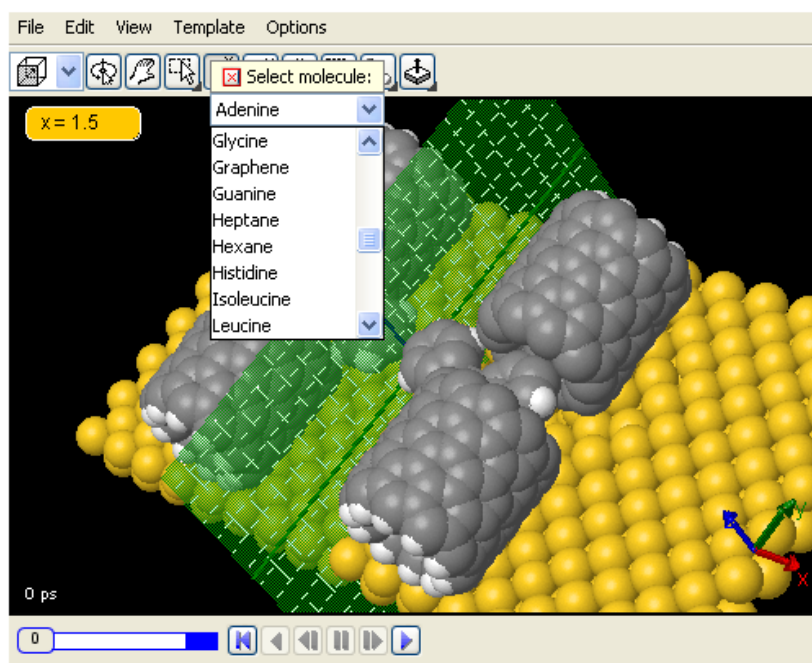 File Edit View Template Options
Select molecule:
Adenine
x = 1.5
Glycine
Graphene
Guanine
Heptane
Hexane
Histidine
Isoleucine
Leucine
x
0 ps
0